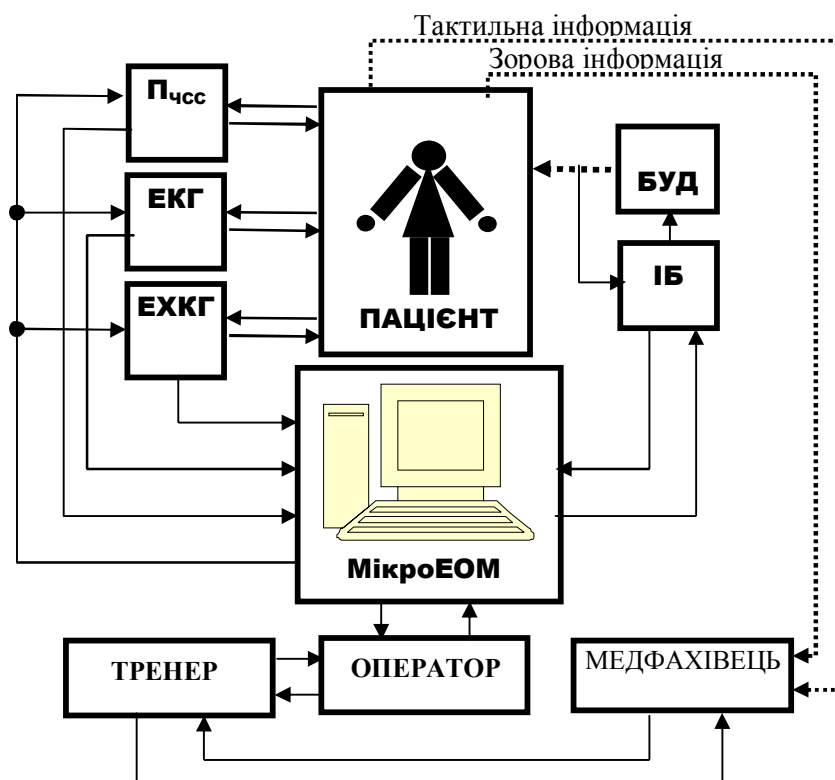 Тактильна інформація
Зорова інформація
Пчсс
ЕКГ
ЕХКГ
ПАЦІЄНТ
БУД
ІБ
МікроЕОМ
ТРЕНЕР
ОПЕРАТОР
МЕДФАХІВЕЦЬ